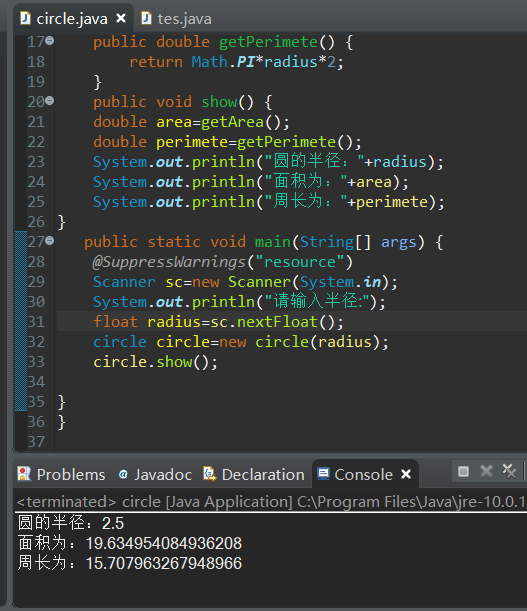 circle.java
tes.java
17 public double getPerimete() {
18 return Math.PI*radius*2;
19 }
20 public void show() {
21 double area=getArea();
22 double perimete=getPerimete();
23 System.out.println("圆的半径："+radius);
24 System.out.println("面积为："+area);
25 System.out.println("周长为："+perimete);
26 }
27 public static void main(String[] args) {
28 @SuppressWarnings("resource")
29 Scanner sc=new Scanner(System.in);
30 System.out.println("请输入半径:");
31 float radius=sc.nextFloat();
32 circle circle=new circle(radius);
33 circle.show();
34
35 }
36 }
37
Problems @ Javadoc Declaration Console
<terminated> circle [Java Application] C:\Program Files\Java\jre-10.0.1
圆的半径：2.5
面积为：19.634954084936208
周长为：15.707963267948966